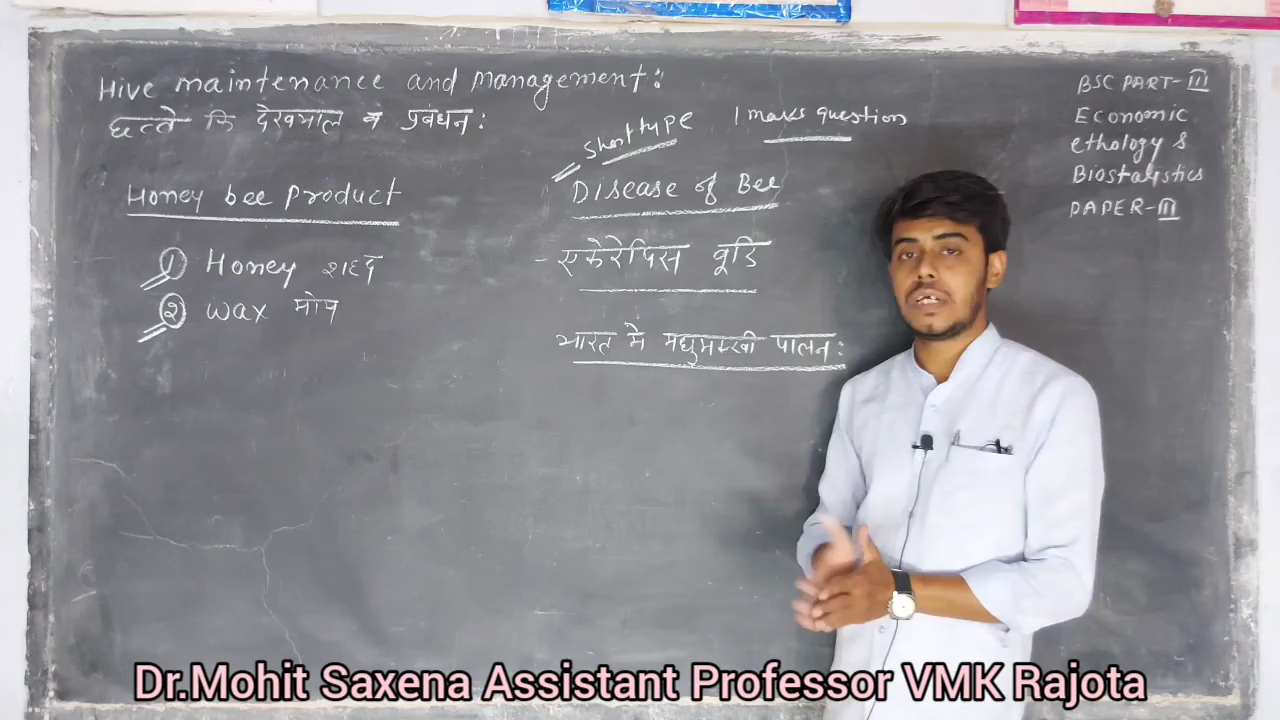 Hive maintenance and management:
छत्ते कि देखभाल व प्रबंधन:
Honey bee product
① Honey शहद
② Wax मोम
Short type
1 marks question
Disease of Bee
- एकेरेपिस वूडि
भारत मे मधुमक्खी पालन:
BSC PART-III
Economic
ethology &
Biostatistics
PAPER-III
Dr.Mohit Saxena Assistant Professor VMK Rajota